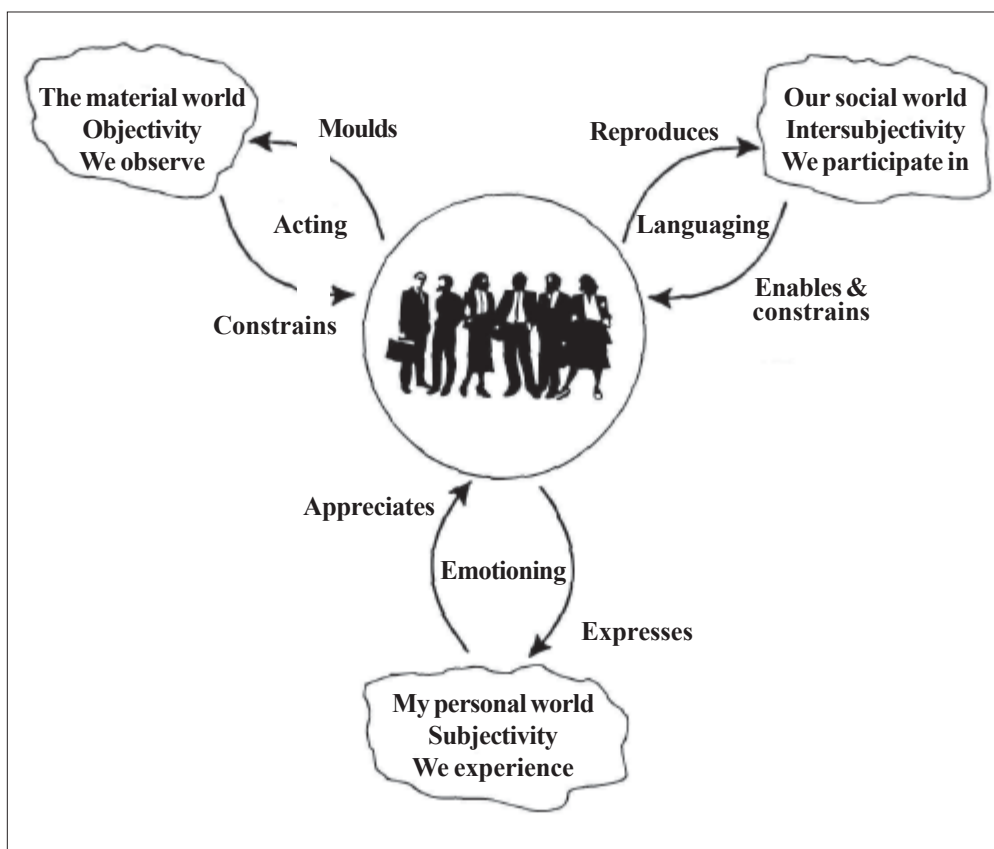 The material world
Objectivity
We observe
Moulds
Acting
Constrains
Reproduces
Our social world
Intersubjectivity
We participate in
Languaging
Enables &
constrains
Appreciates
Emotioning
Expresses
My personal world
Subjectivity
We experience